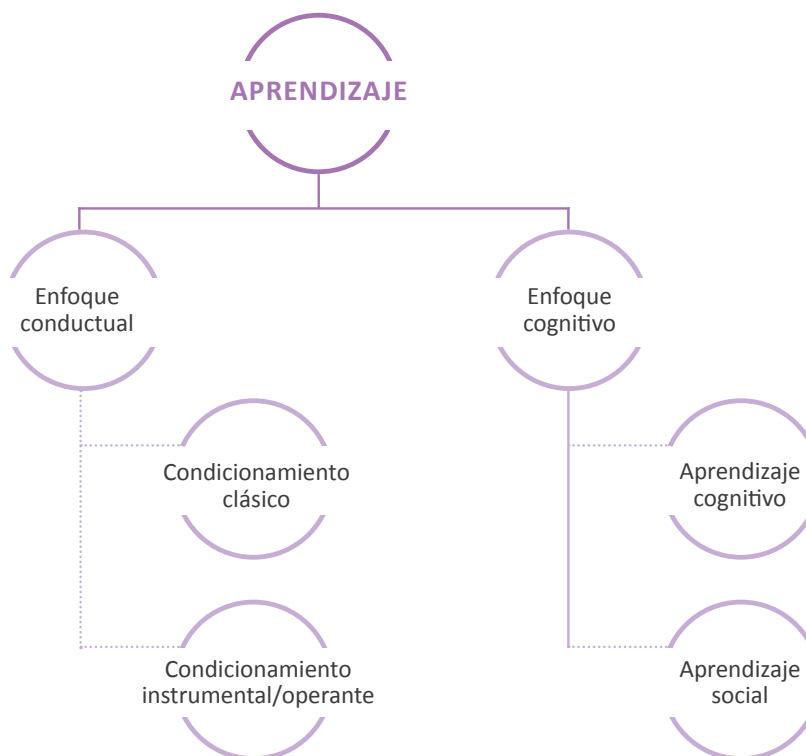 APRENDIZAJE
Enfoque
conductual
Enfoque
cognitivo
Condicionamiento
clásico
Aprendizaje
cognitivo
Condicionamiento
instrumental/operante
Aprendizaje
social